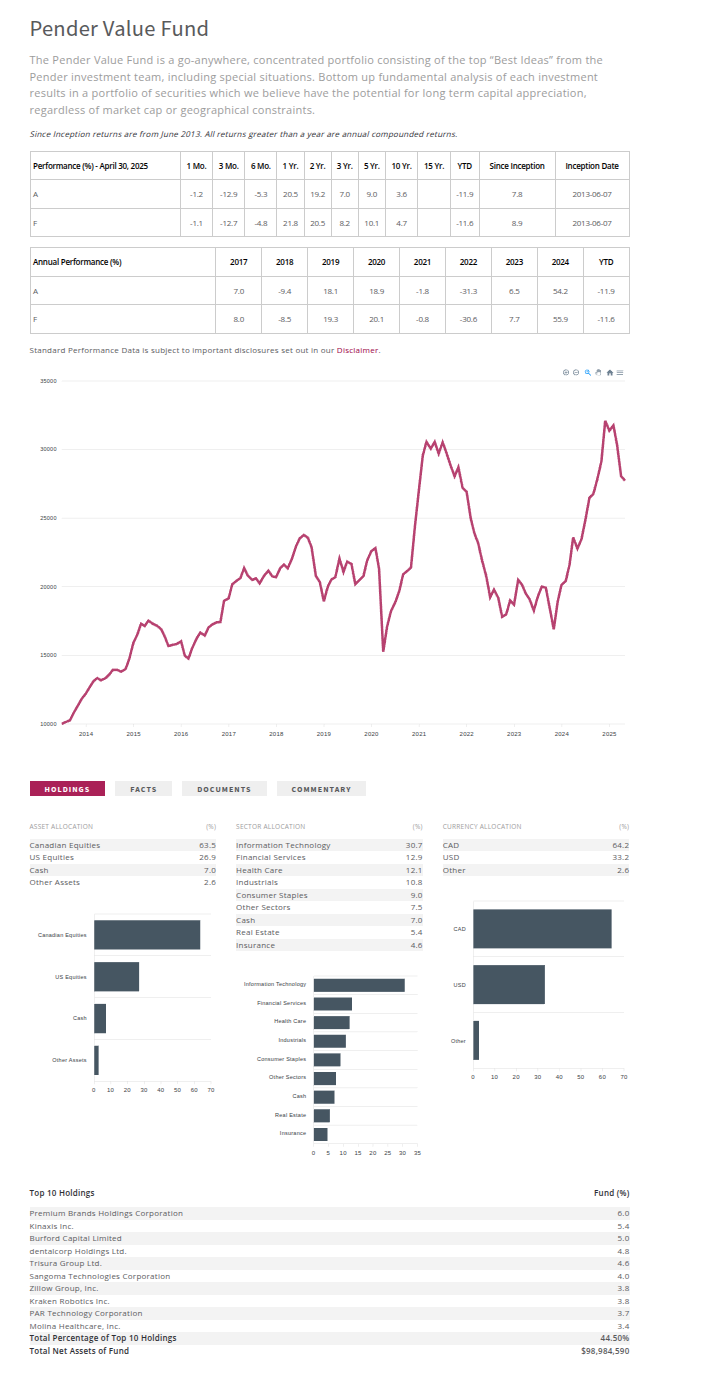 Pender Value Fund
The Pender Value Fund is a go-anywhere, concentrated portfolio consisting of the top “Best Ideas” from the
Pender investment team, including special situations. Bottom up fundamental analysis of each investment
results in a portfolio of securities which we believe have the potential for long term capital appreciation,
regardless of market cap or geographical constraints.
Since Inception returns are from June 2013. All returns greater than a year are annual compounded returns.
Performance (%) - April 30, 2025 1 Mo. 3 Mo. 6 Mo. 1 Yr. 2 Yr. 3 Yr. 5 Yr. 10 Yr. 15 Yr. YTD Since Inception Inception Date
A -1.2 -12.9 -5.3 20.5 19.2 7.0 9.0 3.6 -11.9 7.8 2013-06-07
F -1.1 -12.7 -4.8 21.8 20.5 8.2 10.1 4.7 -11.6 8.9 2013-06-07
Annual Performance (%) 2017 2018 2019 2020 2021 2022 2023 2024 YTD
A 7.0 -9.4 18.1 18.9 -1.8 -31.3 6.5 54.2 -11.9
F 8.0 -8.5 19.3 20.1 -0.8 -30.6 7.7 55.9 -11.6
Standard Performance Data is subject to important disclosures set out in our Disclaimer.
35000
30000
25000
20000
15000
10000
2014 2015 2016 2017 2018 2019 2020 2021 2022 2023 2024 2025
HOLDINGS FACTS DOCUMENTS COMMENTARY
ASSET ALLOCATION (%)
Canadian Equities 63.5
US Equities 26.9
Cash 7.0
Other Assets 2.6
Canadian Equities
US Equities
Cash
Other Assets
0 10 20 30 40 50 60 70
SECTOR ALLOCATION (%)
Information Technology 30.7
Financial Services 12.9
Health Care 12.1
Industrials 10.8
Consumer Staples 9.0
Other Sectors 7.5
Cash 7.0
Real Estate 5.4
Insurance 4.6
Information Technology
Financial Services
Health Care
Industrials
Consumer Staples
Other Sectors
Cash
Real Estate
Insurance
0 5 10 15 20 25 30 35
CURRENCY ALLOCATION (%)
CAD 64.2
USD 33.2
Other 2.6
CAD
USD
Other
0 10 20 30 40 50 60 70
Top 10 Holdings Fund (%)
Premium Brands Holdings Corporation 6.0
Kinaxis Inc. 5.4
Burford Capital Limited 5.0
dentalcorp Holdings Ltd. 4.8
Trisura Group Ltd. 4.6
Sangoma Technologies Corporation 4.0
Zillow Group, Inc. 3.8
Kraken Robotics Inc. 3.8
PAR Technology Corporation 3.7
Molina Healthcare, Inc. 3.4
Total Percentage of Top 10 Holdings 44.50%
Total Net Assets of Fund $98,984,590